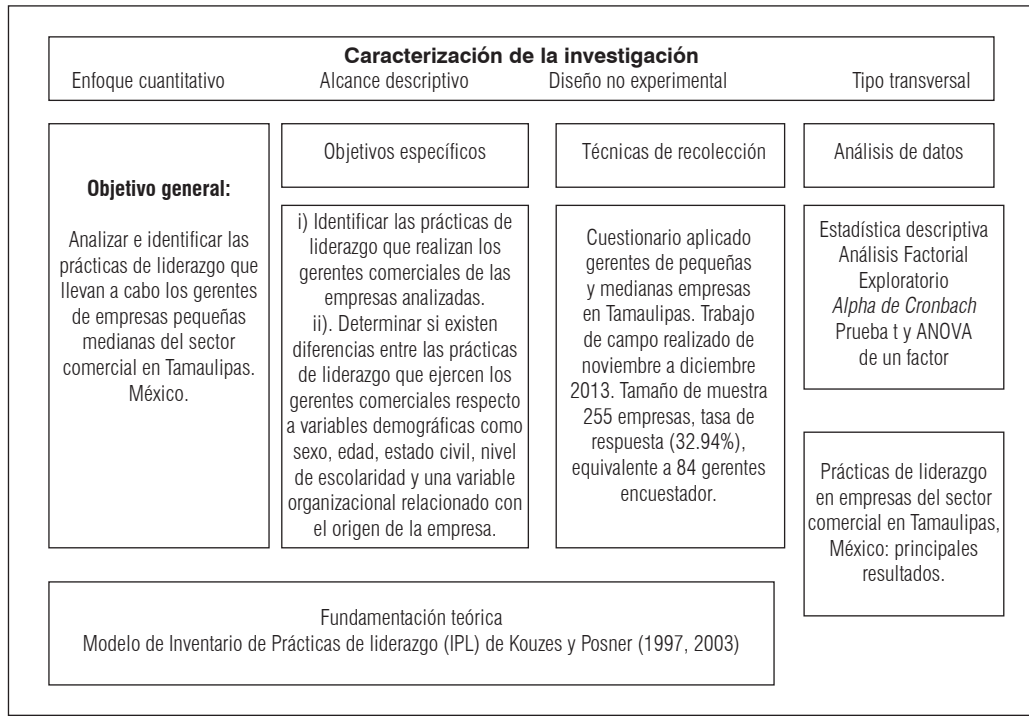 Caracterización de la investigación
Enfoque cuantitativo Alcance descriptivo Diseño no experimental Tipo transversal
Objetivo general:
Analizar e identificar las
prácticas de liderazgo que
llevan a cabo los gerentes
de empresas pequeñas
medianas del sector
comercial en Tamaulipas.
México.
Objetivos específicos
i) Identificar las prácticas de
liderazgo que realizan los
gerentes comerciales de las
empresas analizadas.
ii). Determinar si existen
diferencias entre las prácticas
de liderazgo que ejercen los
gerentes comerciales respecto
a variables demográficas como
sexo, edad, estado civil, nivel
de escolaridad y una variable
organizacional relacionado con
el origen de la empresa.
Técnicas de recolección
Cuestionario aplicado
gerentes de pequeñas
y medianas empresas
en Tamaulipas. Trabajo
de campo realizado de
noviembre a diciembre
2013. Tamaño de muestra
255 empresas, tasa de
respuesta (32.94%),
equivalente a 84 gerentes
encuestador.
Análisis de datos
Estadística descriptiva
Análisis Factorial
Exploratorio
Alpha de Cronbach
Prueba t y ANOVA
de un factor
Prácticas de liderazgo
en empresas del sector
comercial en Tamaulipas,
México: principales
resultados.
Fundamentación teórica
Modelo de Inventario de Prácticas de liderazgo (IPL) de Kouzes y Posner (1997, 2003)